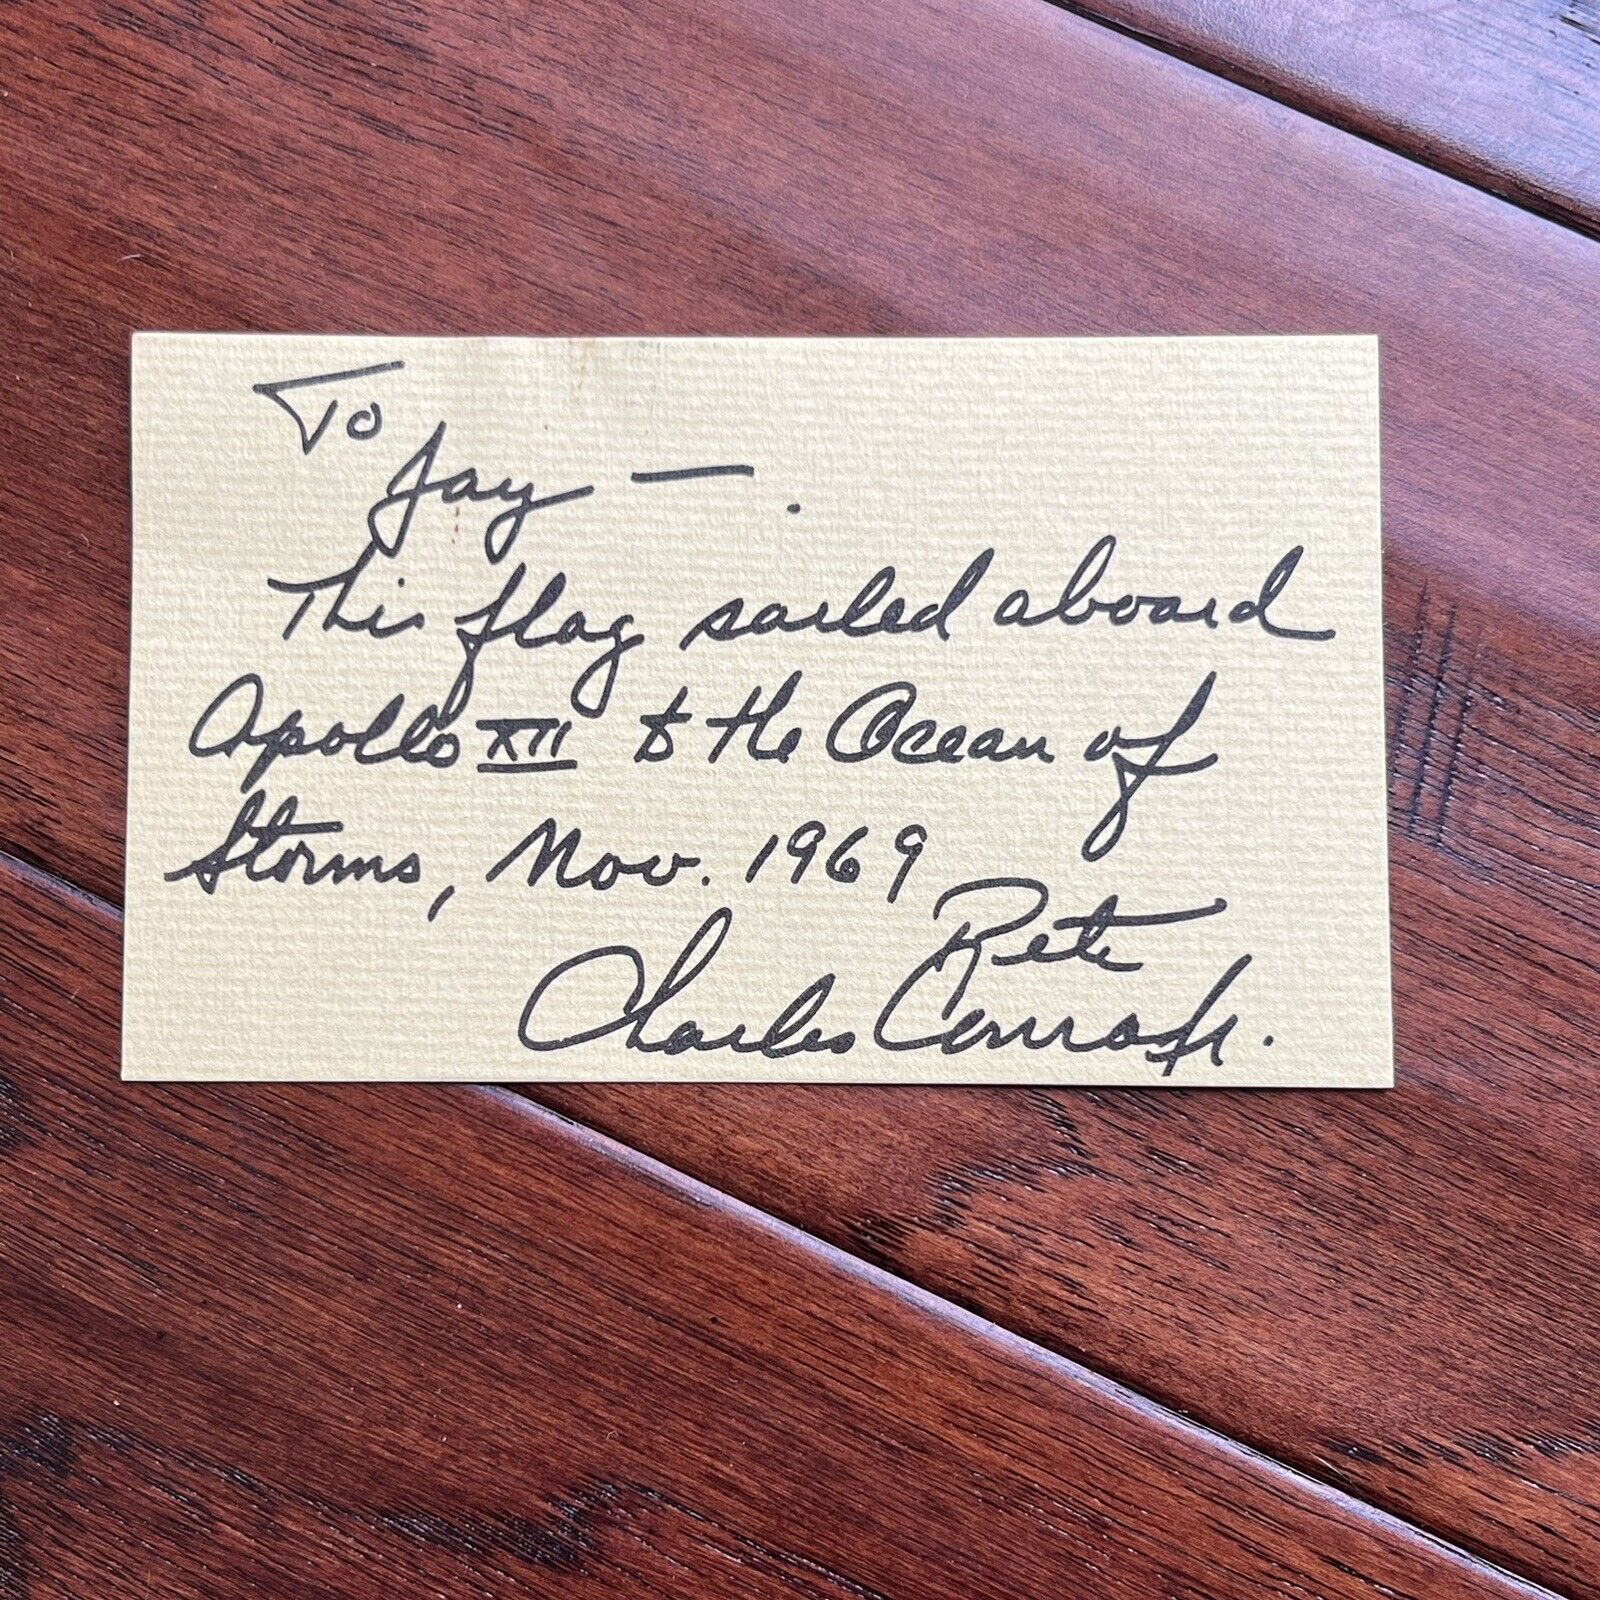 To
Jay —
This flag sailed aboard
Apollo XII to the Ocean of
Storms, Nov. 1969
Pete
Charles Conrad Jr.